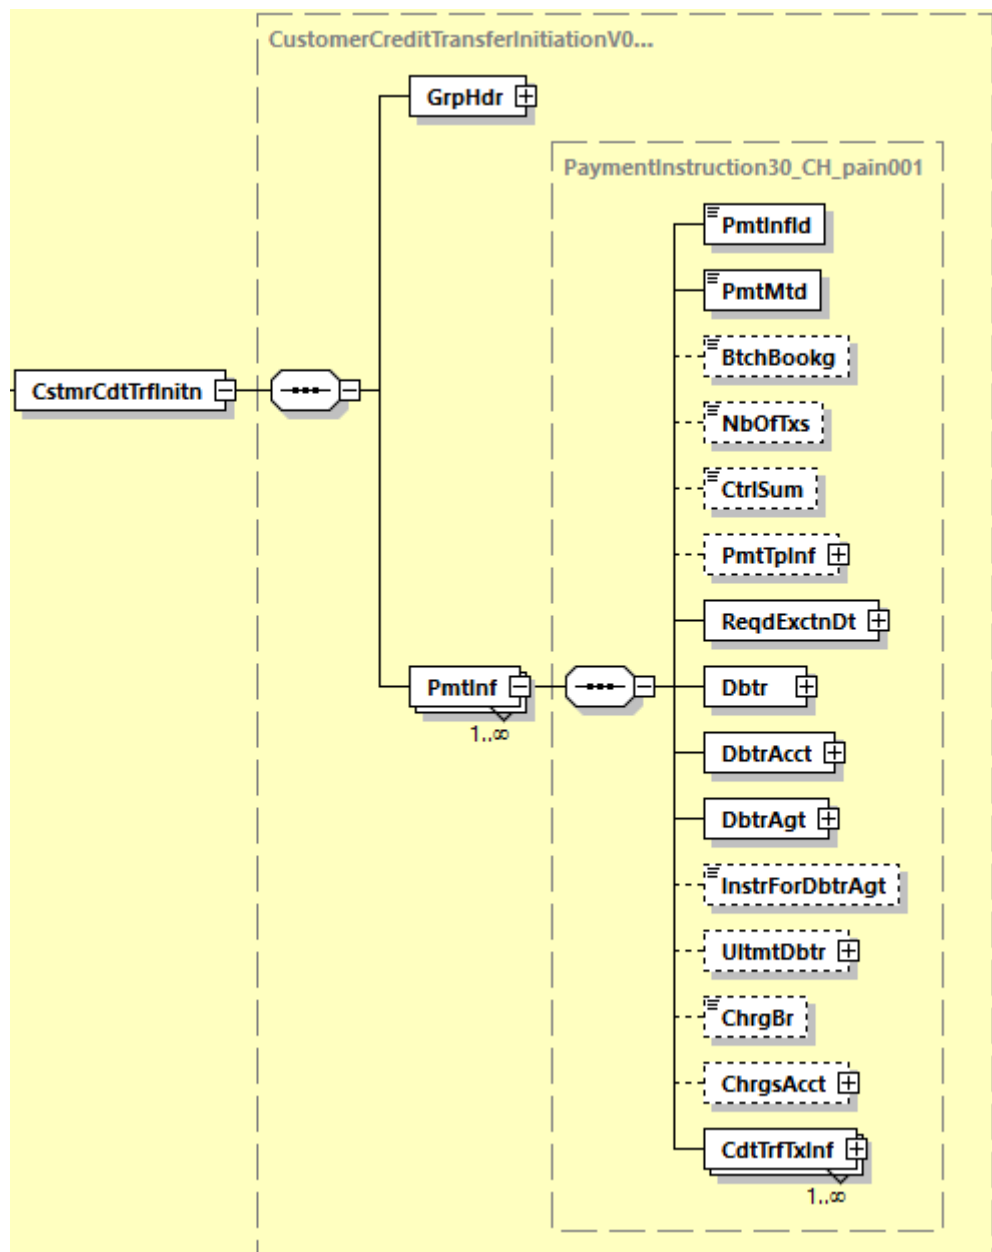 CustomerCreditTransferInitiationV0...
GrpHdr
PaymentInstruction30_CH_pain001
PmtInfId
PmtMtd
BtchBookg
CstmrCdtTrfInitn
NbOfTxs
CtrlSum
PmtTpInf
ReqdExctnDt
PmtInf
1..∞
Dbtr
DbtrAcct
DbtrAgt
InstrForDbtrAgt
UltmtDbtr
ChrgBr
ChrgsAcct
CdtTrfTxInf
1..∞